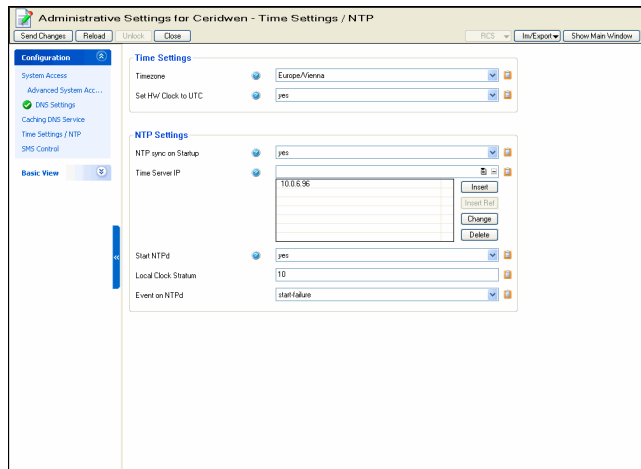 Administrative Settings for Ceridwen - Time Settings / NTP
Send Changes Reload Unlock Close RCS Im/Export Show Main Window
Configuration
System Access
Advanced System Acc...
DNS Settings
Caching DNS Service
Time Settings / NTP
SMS Control
Basic View
Time Settings
Timezone Europe/Vienna
Set HW Clock to UTC yes
NTP Settings
NTP sync on Startup yes
Time Server IP
10.0.6.96
Insert
Insert Ref
Change
Delete
Start NTPd yes
Local Clock Stratum 10
Event on NTPd start-failure